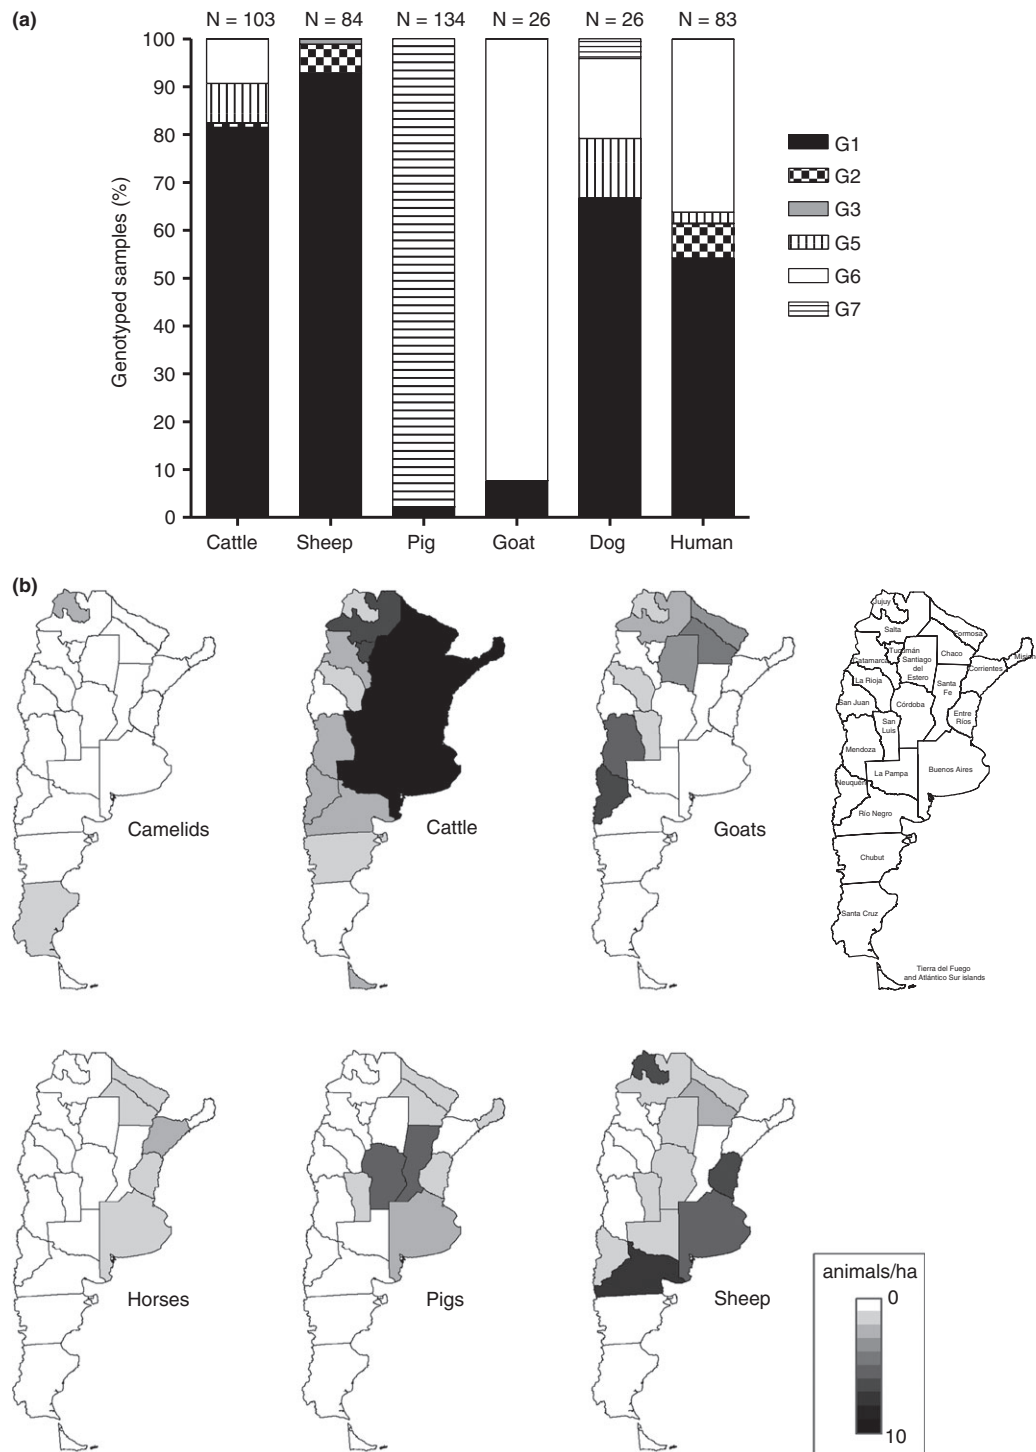 (a)
N = 103
N = 84
N = 134
N = 26
N = 26
N = 83
100
90
80
70
60
50
40
30
20
10
0
Genotyped samples (%)
Cattle
Sheep
Pig
Goat
Dog
Human
G1
G2
G3
G5
G6
G7
(b)
Camelids
Cattle
Goats
Jujuy
Salta
Formosa
Tucumán
Chaco
Catamarca
Santiago
del
Estero
Corrientes
La Rioja
Santa
Fe
San Juan
Córdoba
San
Luis
Entre
Ríos
Mendoza
Buenos Aires
La Pampa
Neuquén
Río Negro
Chubut
Santa Cruz
Tierra del Fuego
and Atlántico Sur islands
Horses
Pigs
Sheep
animals/ha
0
10